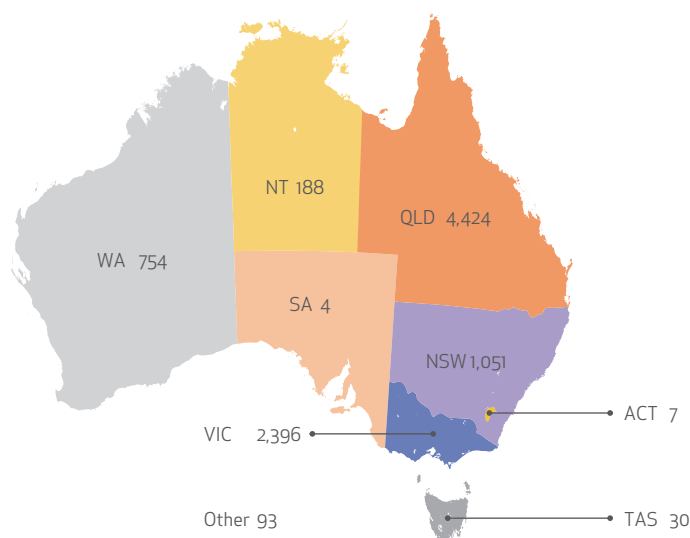 NT 188
QLD 4,424
WA 754
SA 4
NSW 1,051
ACT 7
VIC 2,396
Other 93
TAS 30